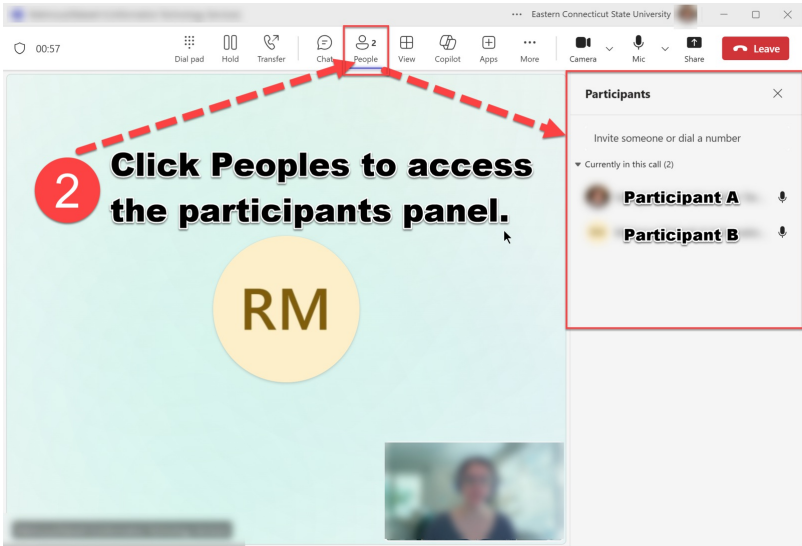 Eastern Connecticut State University
00:57
Dial pad
Hold
Transfer
Chat
2
People
View
Copilot
Apps
More
Camera
Mic
Share
Leave
Participants
Invite someone or dial a number
Currently in this call (2)
Participant A
Participant B
2
Click Peoples to access
the participants panel.
RM